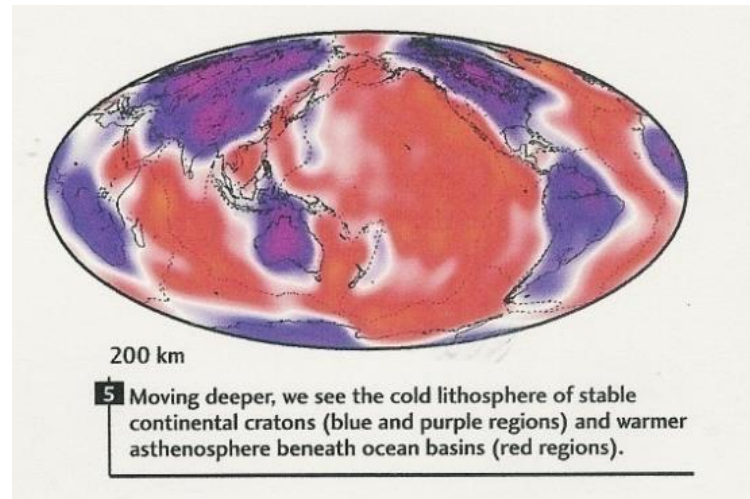 200 km
5 Moving deeper, we see the cold lithosphere of stable
continental cratons (blue and purple regions) and warmer
asthenosphere beneath ocean basins (red regions).